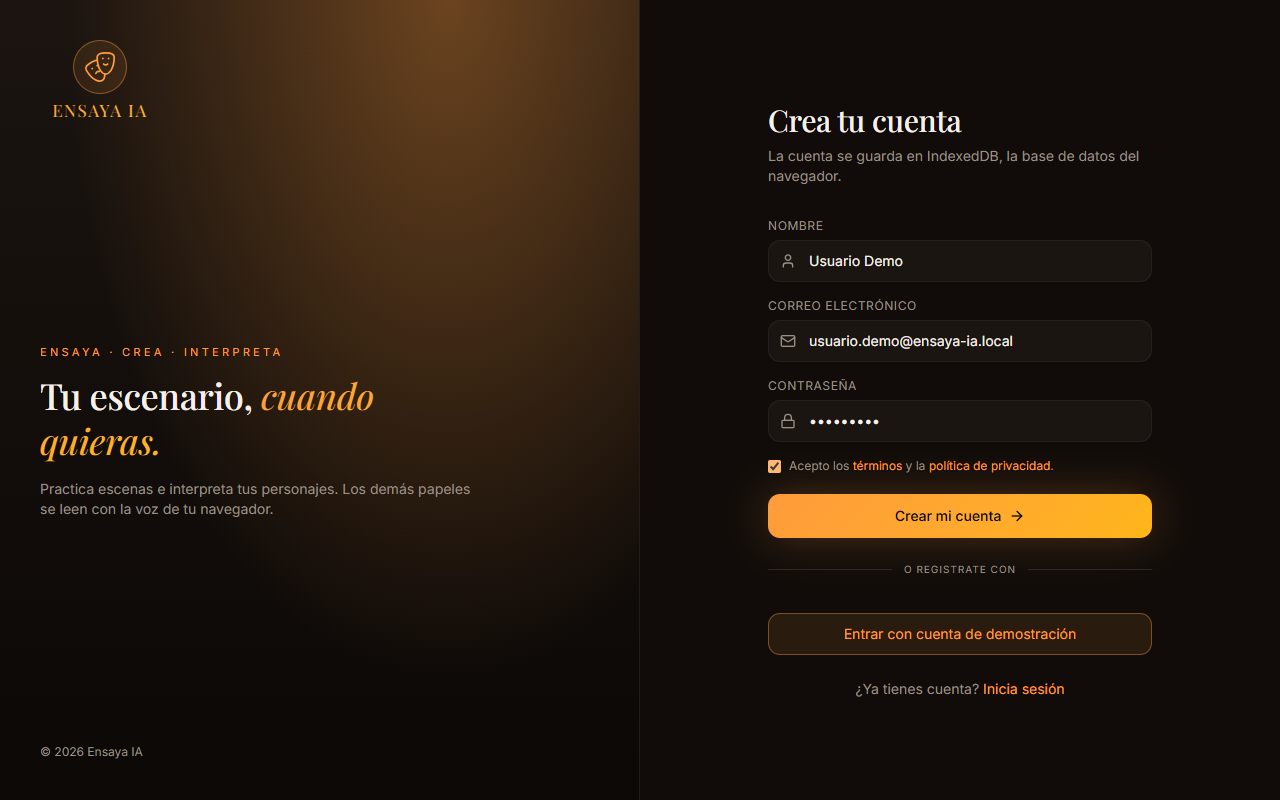 ENSAYA IA
ENSAYA · CREA · INTERPRETA
Tu escenario, cuando
quieras.
Practica escenas e interpreta tus personajes. Los demás papeles
se leen con la voz de tu navegador.
© 2026 Ensaya IA
Crea tu cuenta
La cuenta se guarda en IndexedDB, la base de datos del
navegador.
NOMBRE
Usuario Demo
CORREO ELECTRÓNICO
usuario.demo@ensaya-ia.local
CONTRASEÑA
•••••••••
Acepto los términos y la política de privacidad.
Crear mi cuenta →
O REGISTRATE CON
Entrar con cuenta de demostración
¿Ya tienes cuenta? Inicia sesión